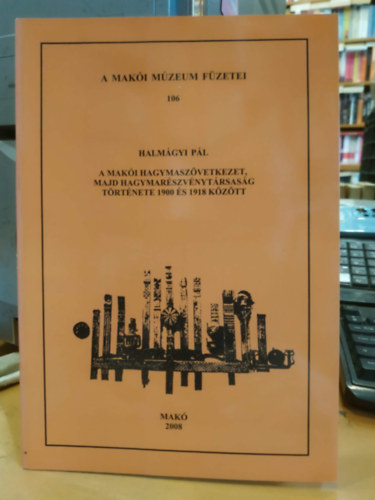 A MAKÓI MÚZEUM FÜZETEI
106
HALMÁGYI PÁL
A MAKÓI HAGYMASZÖVETKEZET,
MAJD HAGYMARÉSZVÉNYTÁRSASÁG
TÖRTÉNETE 1900 ÉS 1918 KÖZÖTT
MAKÓ
2008